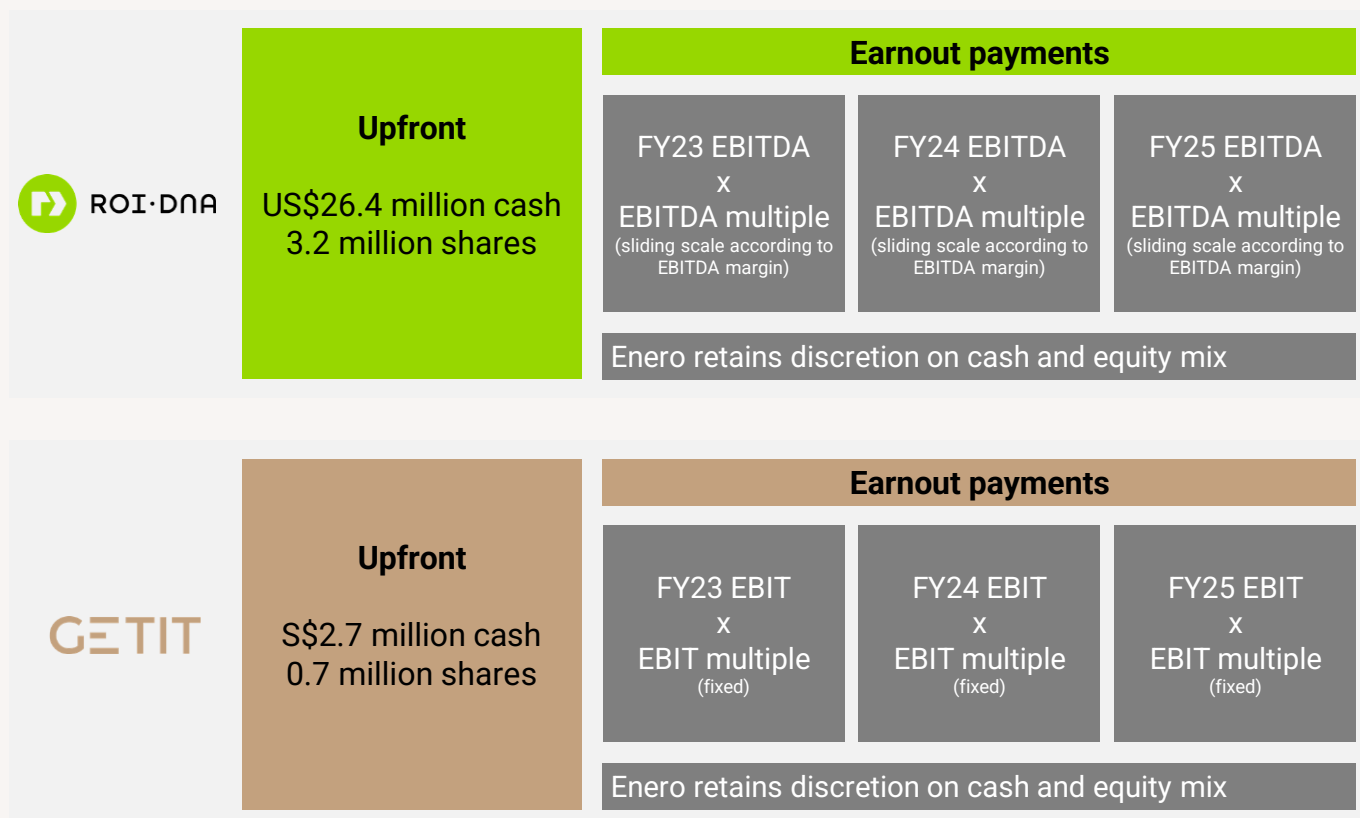 ROI·DNA
Upfront
US$26.4 million cash
3.2 million shares
Earnout payments
FY23 EBITDA
x
EBITDA multiple
(sliding scale according to
EBITDA margin)
FY24 EBITDA
x
EBITDA multiple
(sliding scale according to
EBITDA margin)
FY25 EBITDA
x
EBITDA multiple
(sliding scale according to
EBITDA margin)
Enero retains discretion on cash and equity mix
GETIT
Upfront
S$2.7 million cash
0.7 million shares
Earnout payments
FY23 EBIT
x
EBIT multiple
(fixed)
FY24 EBIT
x
EBIT multiple
(fixed)
FY25 EBIT
x
EBIT multiple
(fixed)
Enero retains discretion on cash and equity mix